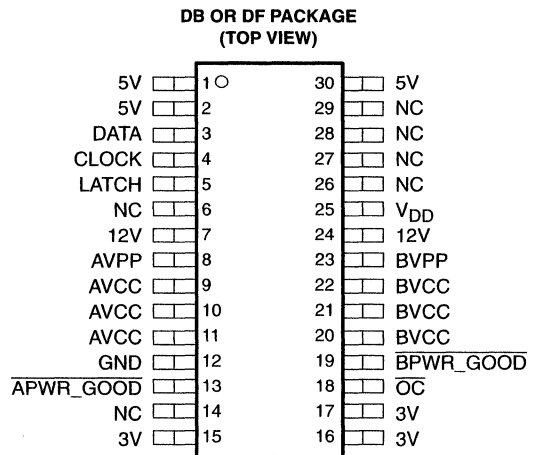 DB OR DF PACKAGE
(TOP VIEW)
5V 1 30 5V
5V 2 29 NC
DATA 3 28 NC
CLOCK 4 27 NC
LATCH 5 26 NC
NC 6 25 VDD
12V 7 24 12V
AVPP 8 23 BVPP
AVCC 9 22 BVCC
AVCC 10 21 BVCC
AVCC 11 20 BVCC
GND 12 19 BPWR_GOOD
APWR_GOOD 13 18 OC
NC 14 17 3V
3V 15 16 3V